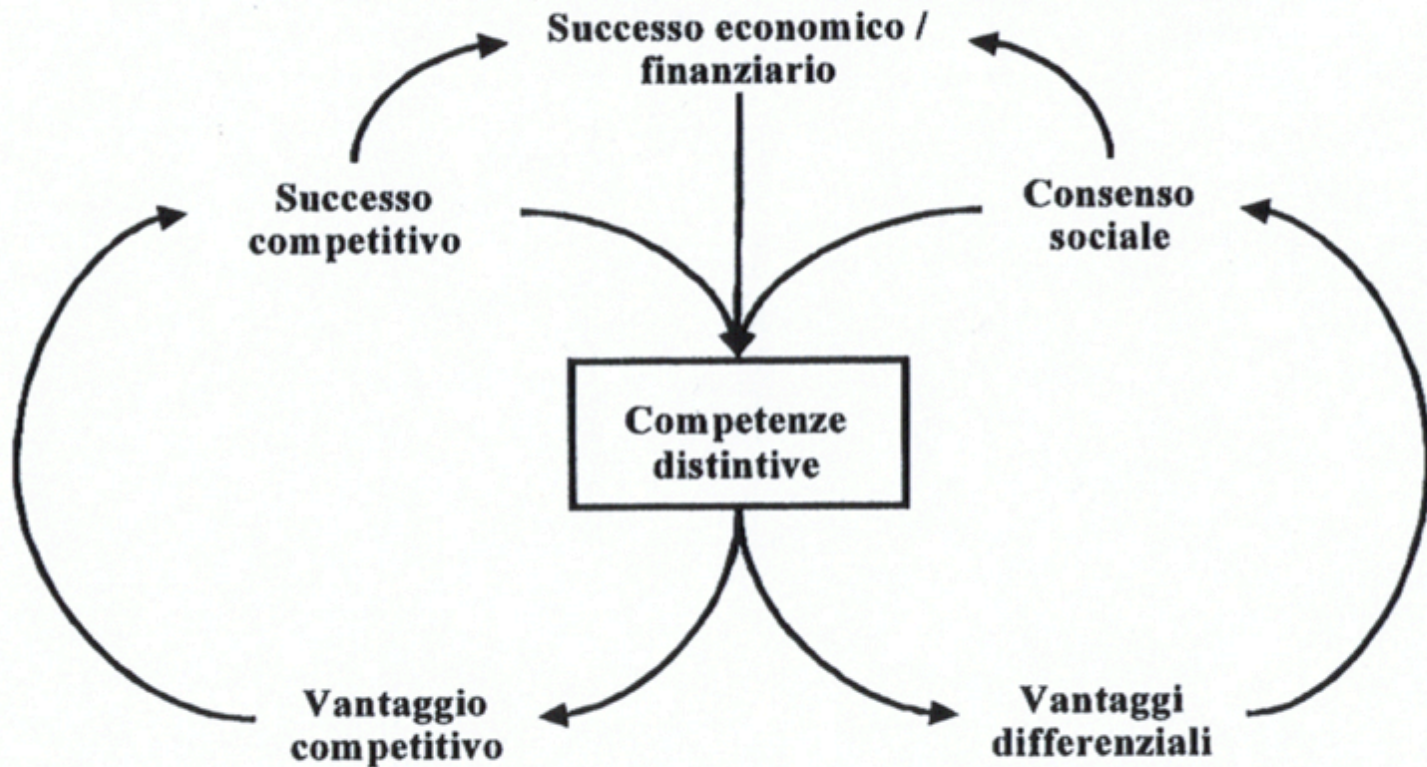 Successo economico /
finanziario
Successo
competitivo
Consenso
sociale
Competenze
distintive
Vantaggio
competitivo
Vantaggi
differenziali